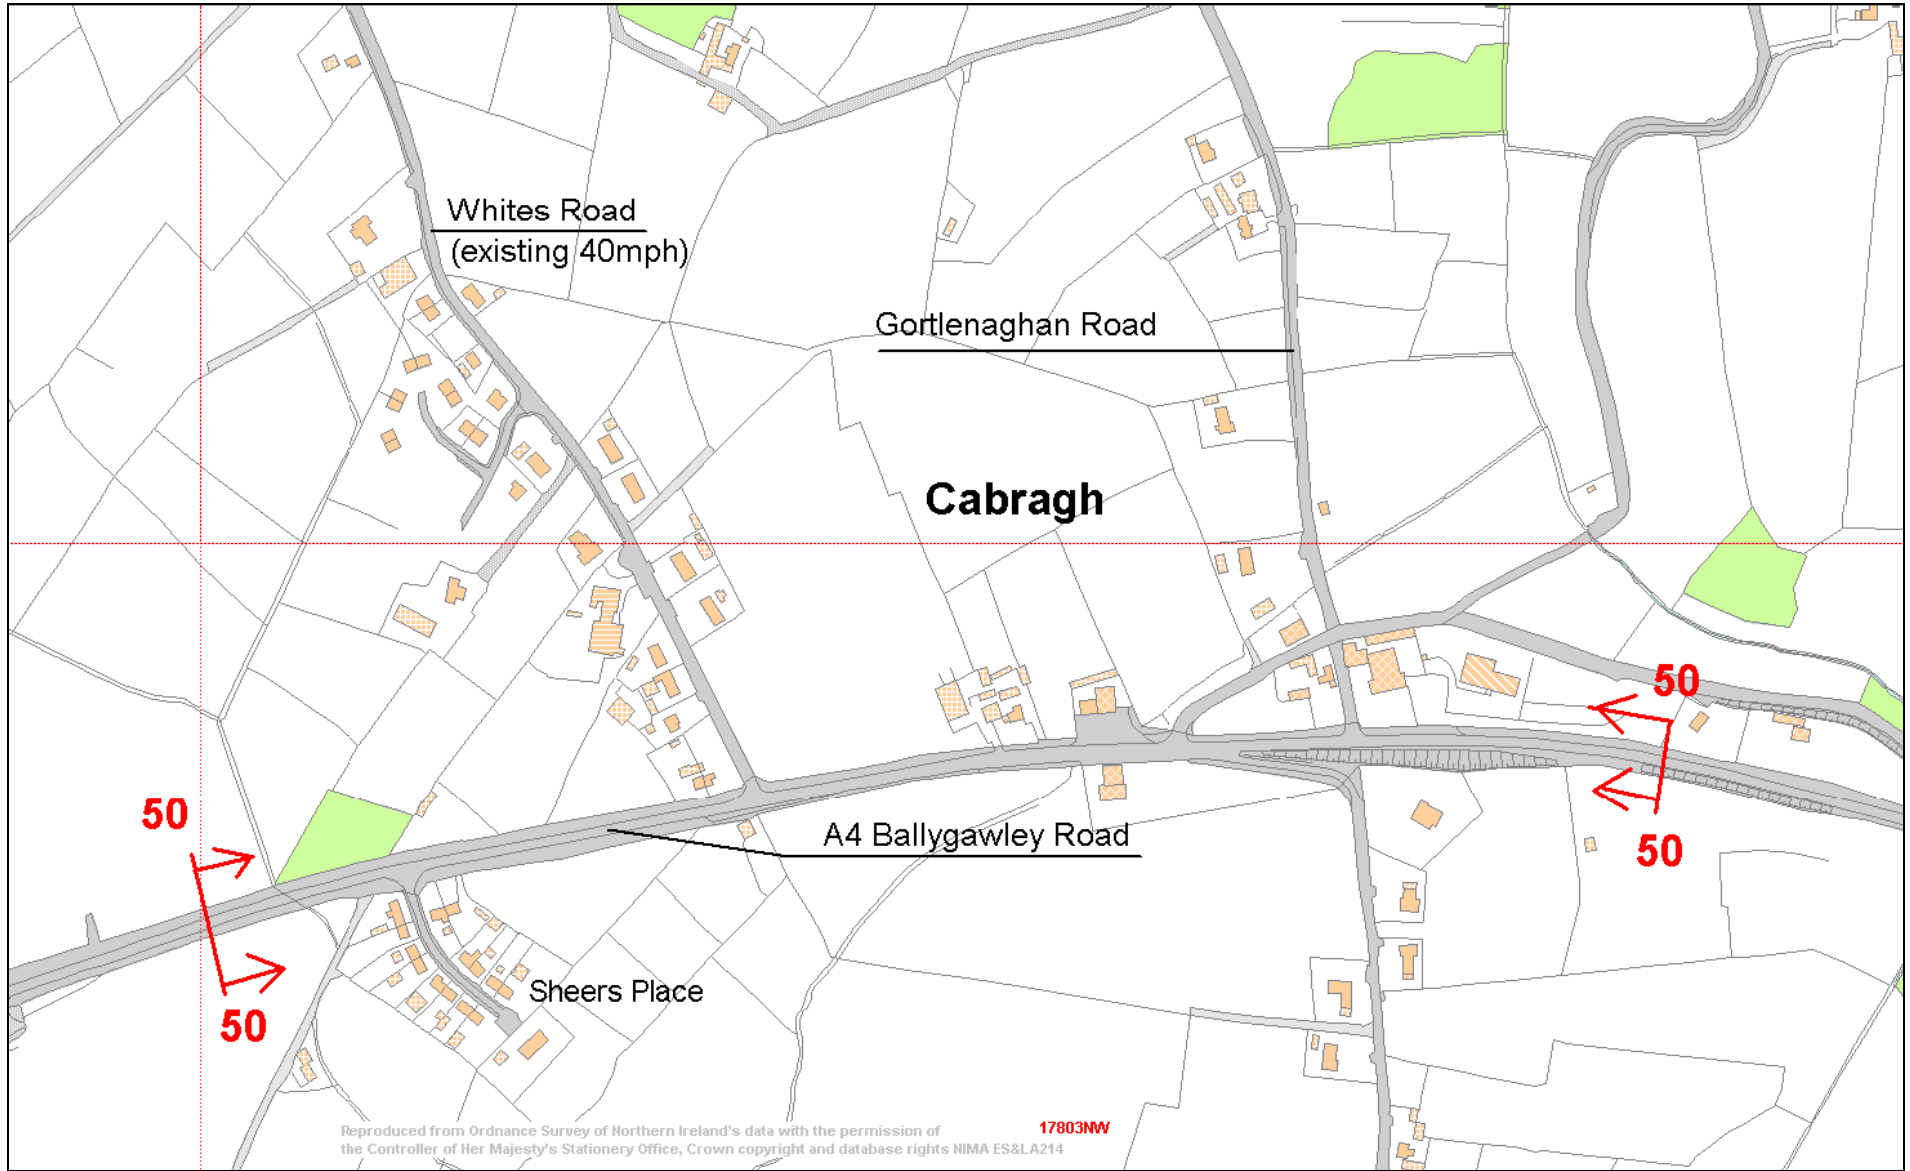 Whites Road
(existing 40mph)
Gortlenaghan Road
Cabragh
50
50
50
A4 Ballygawley Road
50
Sheers Place
50
Reproduced from Ordnance Survey of Northern Ireland's data with the permission of
the Controller of Her Majesty's Stationery Office, Crown copyright and database rights NIMA ES&LA214
17803NW